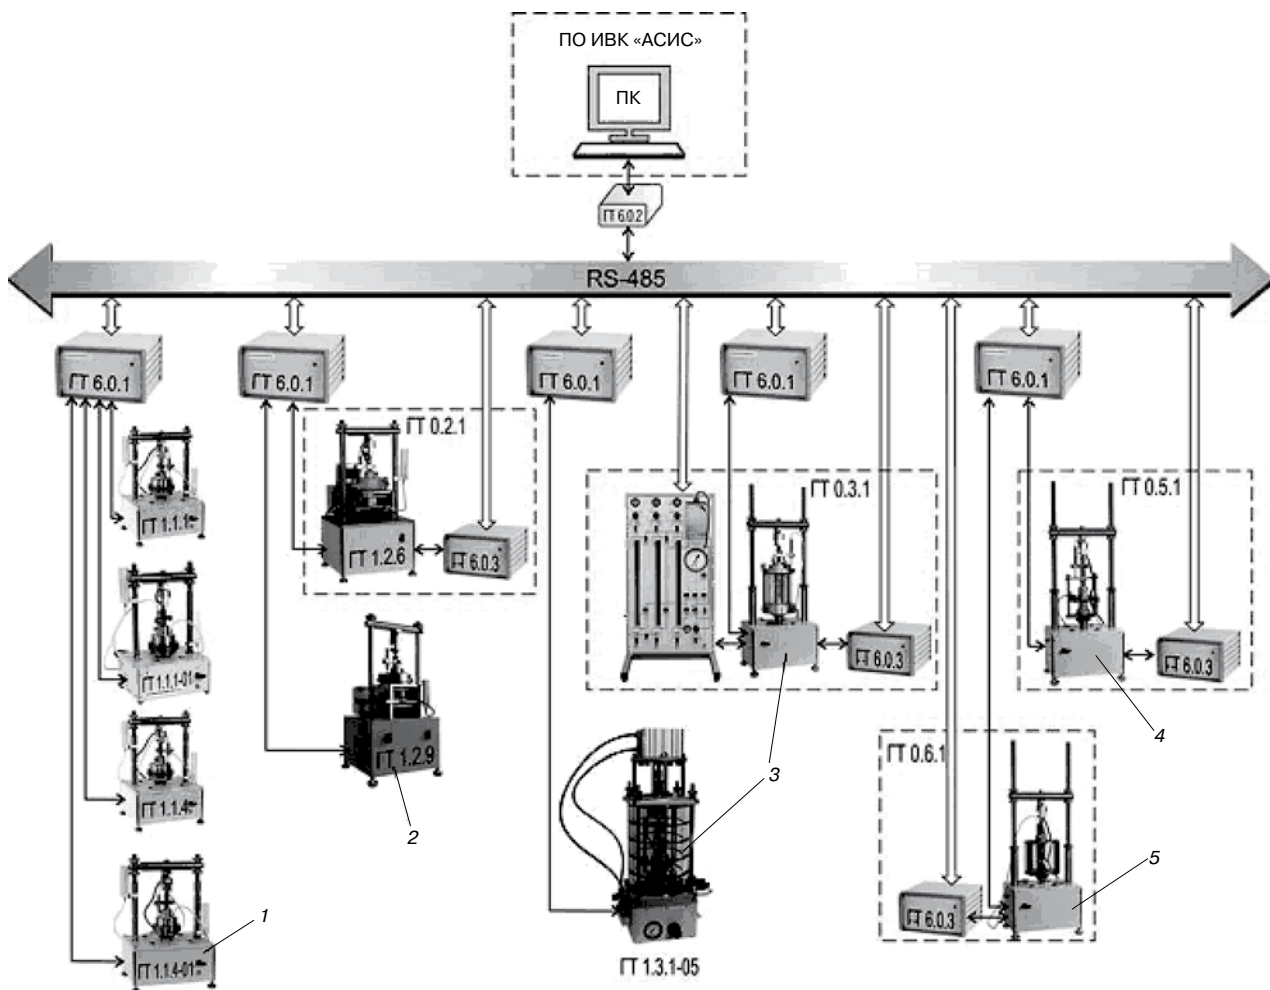 ПО ИВК «АСИС»
ПК
ГТ 6.0.2
RS-485
ГТ 6.0.1
ГТ 6.0.1
ГТ 6.0.1
ГТ 6.0.1
ГТ 6.0.1
ГТ 0.2.1
ГТ 0.3.1
ГТ 0.5.1
ГТ 1.1.1
ГТ 1.2.6
ГТ 6.0.3
ГТ 6.0.3
ГТ 6.0.3
ГТ 1.1.1-01
4
ГТ 1.2.9
ГТ 0.6.1
3
ГТ 1.1.4
2
5
1
ГТ 6.0.3
ГТ 1.1.4-01
ГТ 1.3.1-05